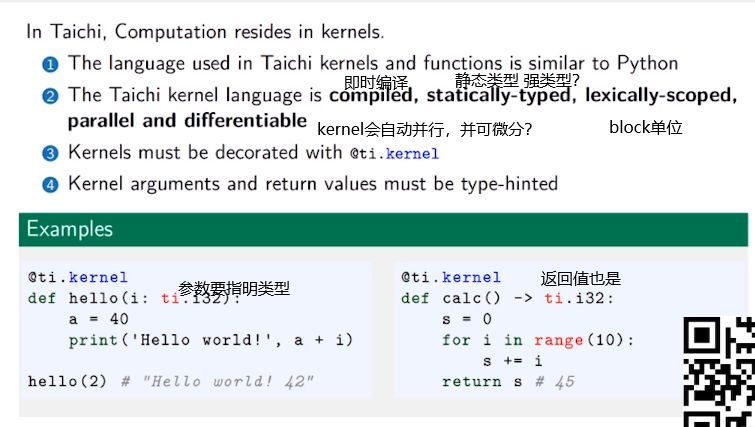 In Taichi, Computation resides in kernels.
1 The language used in Taichi kernels and functions is similar to Python
即时编译 静态类型 强类型?
2 The Taichi kernel language is compiled, statically-typed, lexically-scoped,
parallel and differentiable
kernel会自动并行，并可微分? block单位
3 Kernels must be decorated with @ti.kernel
4 Kernel arguments and return values must be type-hinted
Examples
@ti.kernel
参数要指明类型
def hello(i: ti.i32):
a = 40
print('Hello world!', a + i)
hello(2) # "Hello world! 42"
@ti.kernel 返回值也是
def calc() -> ti.i32:
s = 0
for i in range(10):
s += i
return s # 45